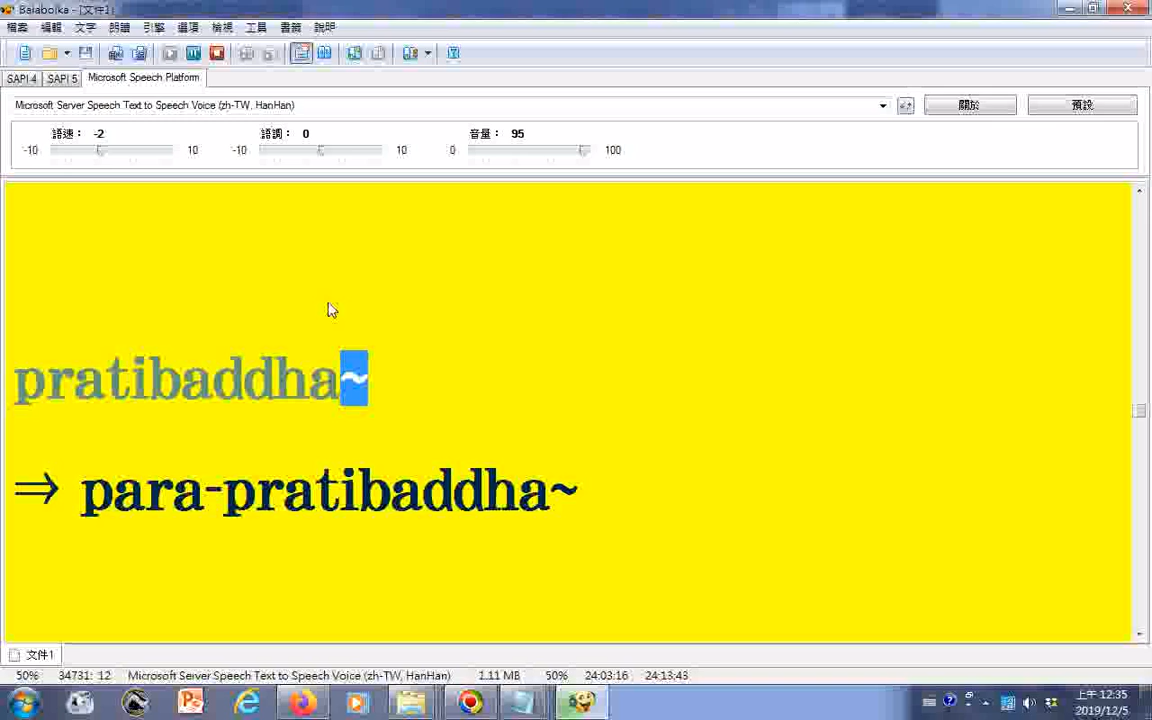 Balabolka - [文件1]
檔案 編輯 文字 朗讀 引擎 選項 檢視 工具 書籤 說明
SAPI 4 SAPI 5 Microsoft Speech Platform
Microsoft Server Speech Text to Speech Voice (zh-TW, HanHan) 關於 預設
語速： -2 語調： 0 音量： 95
-10 10 -10 10 0 100
pratibaddha~
⇒ para-pratibaddha~
文件1
50% 34731: 12 Microsoft Server Speech Text to Speech Voice (zh-TW, HanHan) 1.11 MB 50% 24:03:16 24:13:43
上午 12:35
2019/12/5